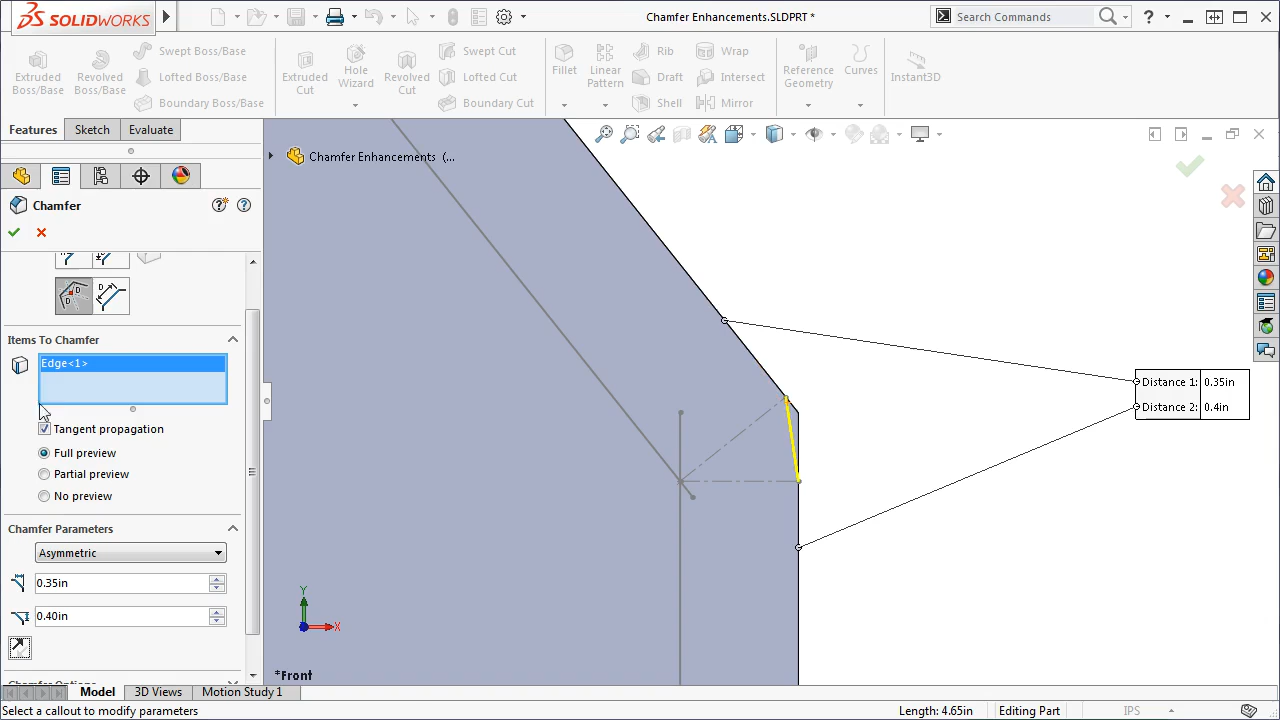 SOLIDWORKS
Chamfer Enhancements.SLDPRT *
Search Commands
Extruded Boss/Base
Revolved Boss/Base
Swept Boss/Base
Lofted Boss/Base
Boundary Boss/Base
Extruded Cut
Hole Wizard
Revolved Cut
Swept Cut
Lofted Cut
Boundary Cut
Fillet
Linear Pattern
Rib
Draft
Shell
Wrap
Intersect
Mirror
Reference Geometry
Curves
Instant3D
Features Sketch Evaluate
Chamfer Enhancements (...
Chamfer
Items To Chamfer
Edge<1>
Tangent propagation
Full preview
Partial preview
No preview
Chamfer Parameters
Asymmetric
0.35in
0.40in
Chamfer Options
Distance 1: 0.35in
Distance 2: 0.4in
Y
X
*Front
Model 3D Views Motion Study 1
Select a callout to modify parameters Length: 4.65in Editing Part IPS